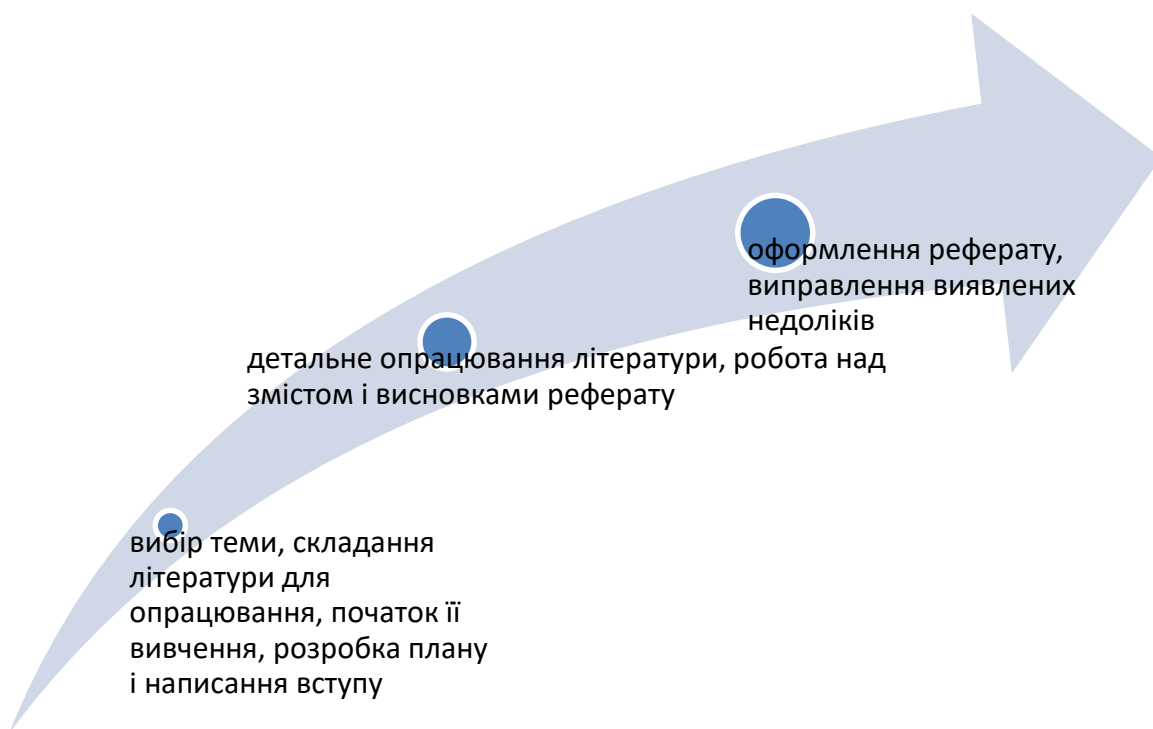 оформлення реферату,
виправлення виявлених
недоліків
детальне опрацювання літератури, робота над
змістом і висновками реферату
вибір теми, складання
літератури для
опрацювання, початок її
вивчення, розробка плану
і написання вступу